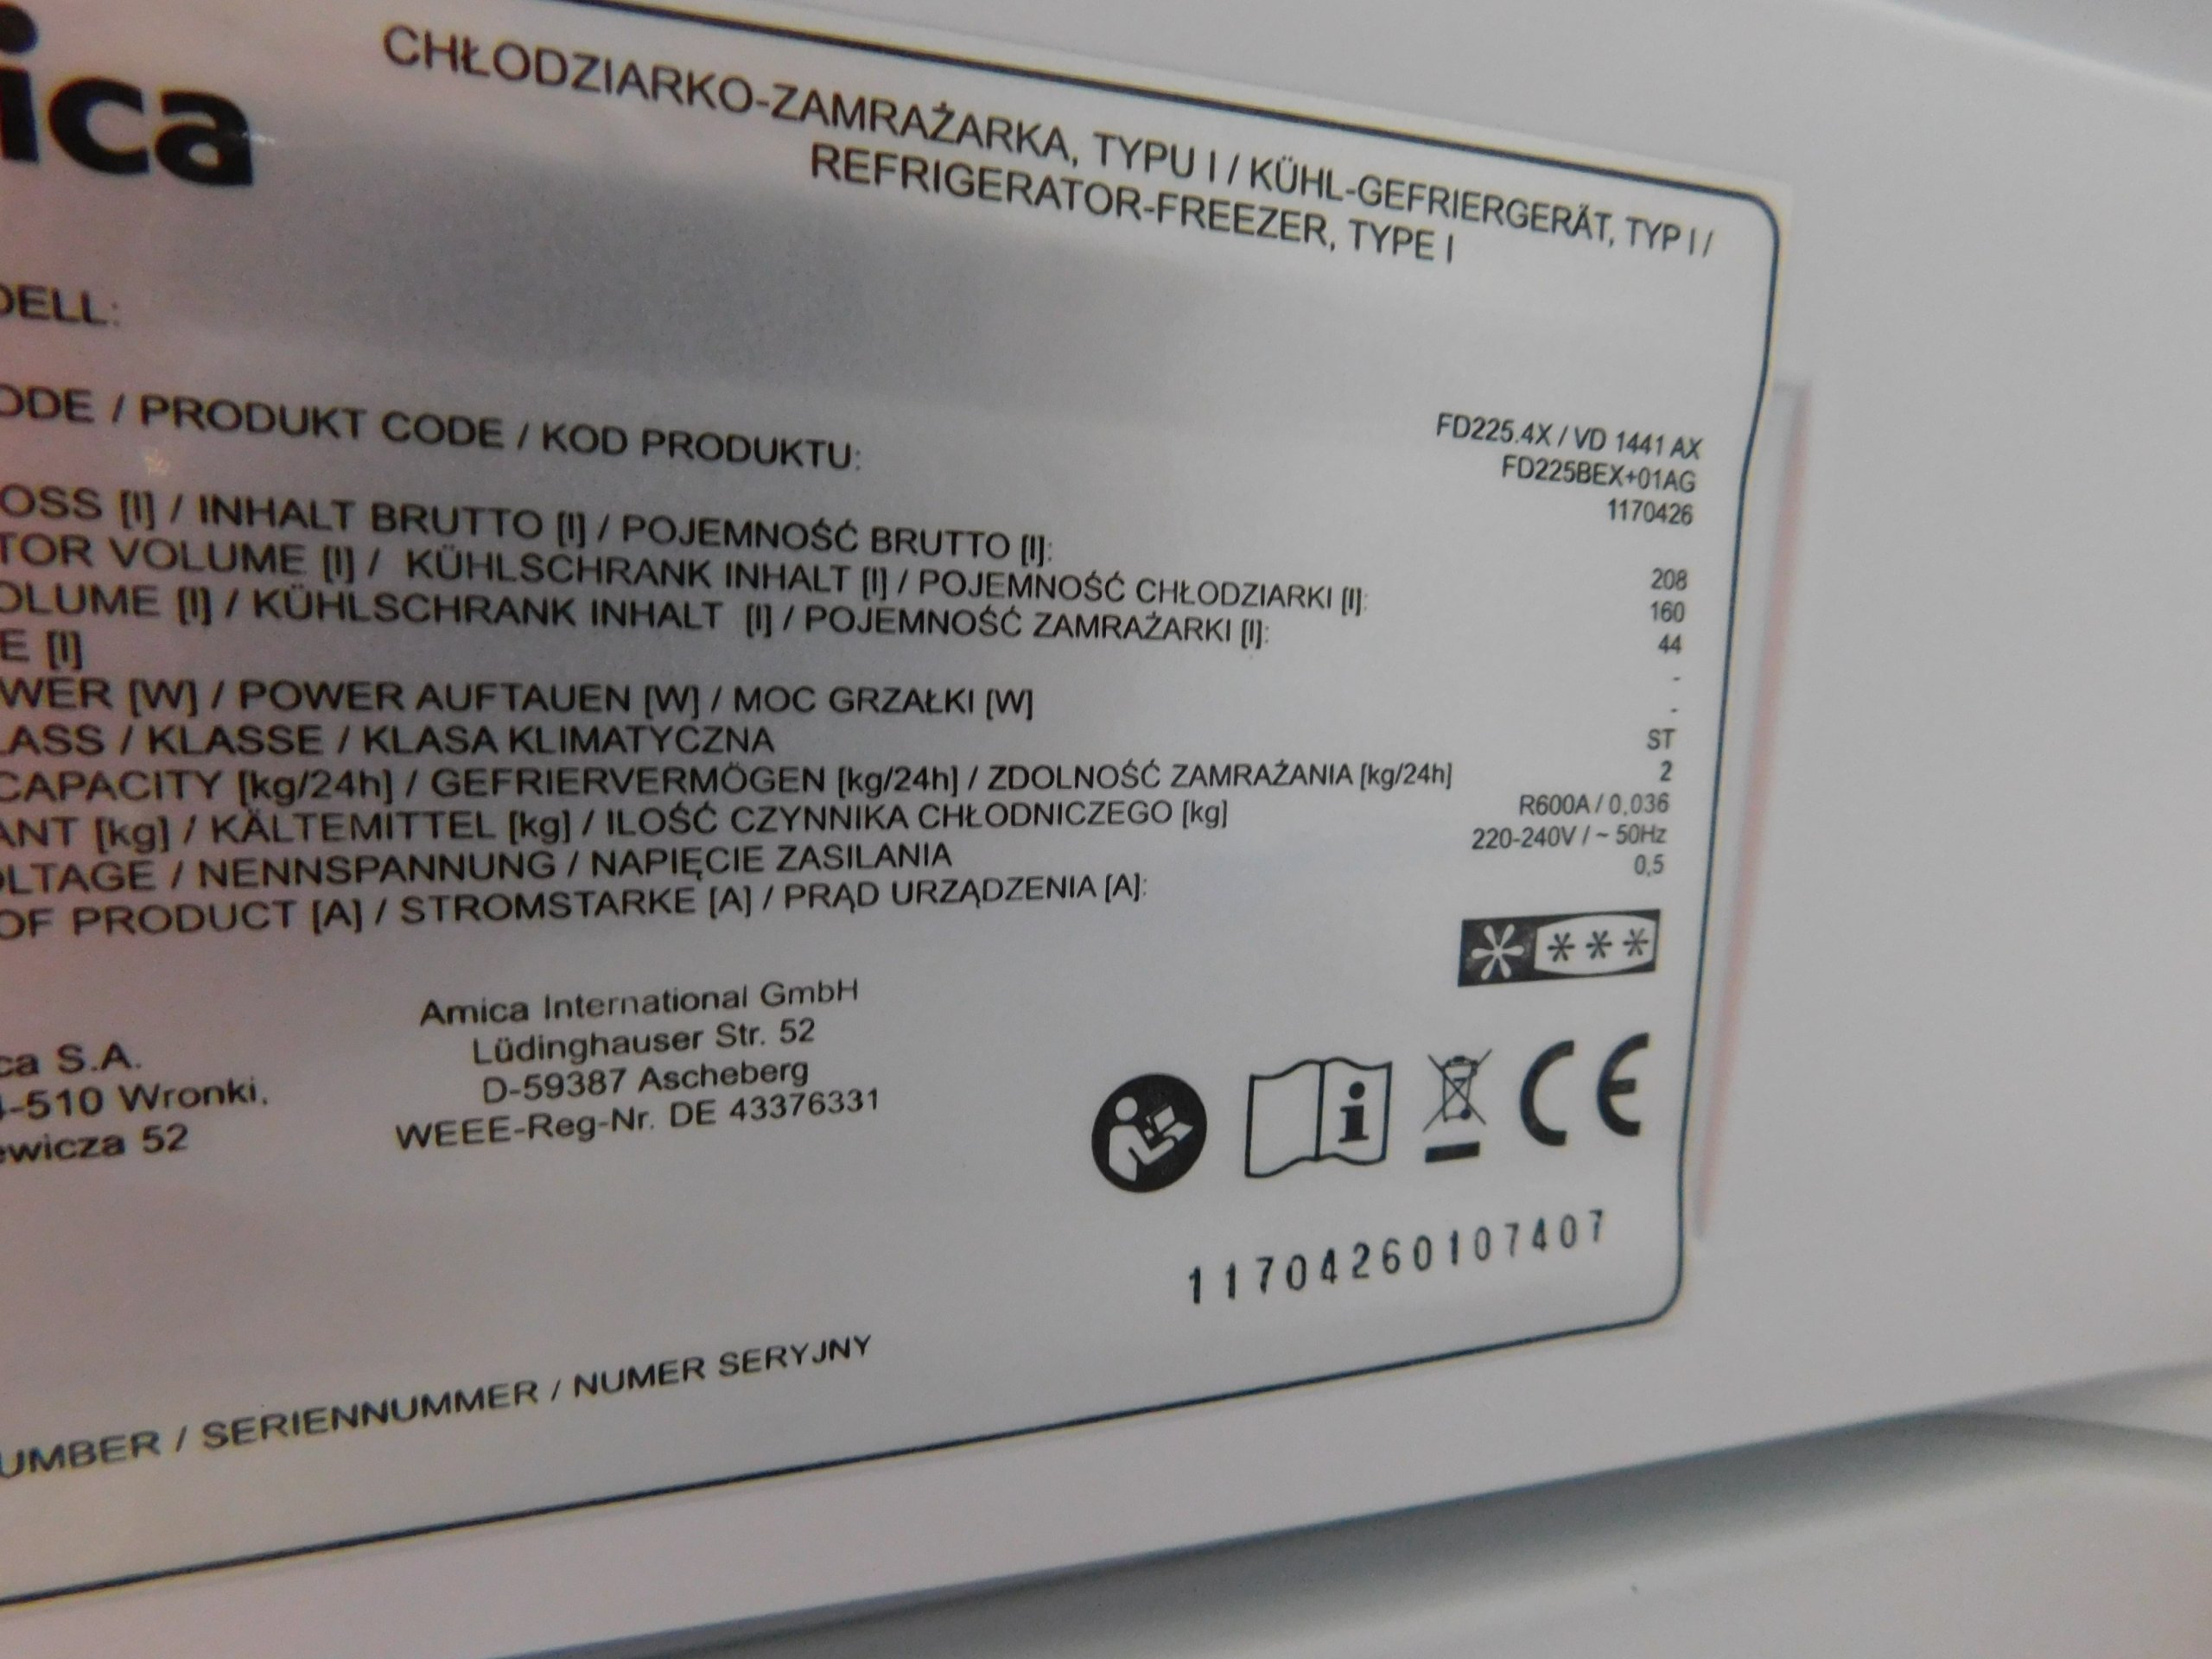 ica
CHŁODZIARKO-ZAMRAŻARKA, TYPU I / KÜHL-GEFRIERGERÄT, TYP I /
REFRIGERATOR-FREEZER, TYPE I
DELL:
FD225.4X / VD 1441 AX
FD225BEX+01AG
ODE / PRODUKT CODE / KOD PRODUKTU:
1170426
OSS [l] / INHALT BRUTTO [l] / POJEMNOŚĆ BRUTTO [l]:
208
TOR VOLUME [l] / KÜHLSCHRANK INHALT [l] / POJEMNOŚĆ CHŁODZIARKI [l]:
160
OLUME [l] / KÜHLSCHRANK INHALT [l] / POJEMNOŚĆ ZAMRAŻARKI [l]:
44
E [l]
-
WER [W] / POWER AUFTAUEN [W] / MOC GRZAŁKI [W]
-
LASS / KLASSE / KLASA KLIMATYCZNA
ST
CAPACITY [kg/24h] / GEFRIERVERMÖGEN [kg/24h] / ZDOLNOŚĆ ZAMRAŻANIA [kg/24h]
2
ANT [kg] / KÄLTEMITTEL [kg] / ILOŚĆ CZYNNIKA CHŁODNICZEGO [kg]
R600A / 0,036
OLTAGE / NENNSPANNUNG / NAPIĘCIE ZASILANIA
220-240V / ~ 50Hz
OF PRODUCT [A] / STROMSTARKE [A] / PRĄD URZĄDZENIA [A]:
0,5
ca S.A.
4-510 Wronki,
ewicza 52
Amica International GmbH
Lüdinghauser Str. 52
D-59387 Ascheberg
WEEE-Reg-Nr. DE 43376331
CE
11704260107407
UMBER / SERIENNUMMER / NUMER SERYJNY